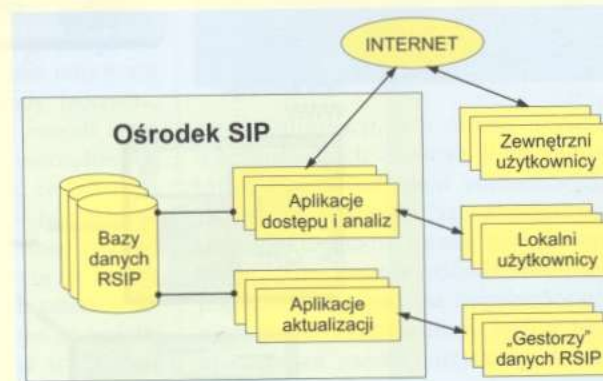 INTERNET
Ośrodek SIP
Zewnętrzni
użytkownicy
Bazy
danych
RSIP
Aplikacje
dostępu i analiz
Lokalni
użytkownicy
Aplikacje
aktualizacji
„Gestorzy”
danych RSIP